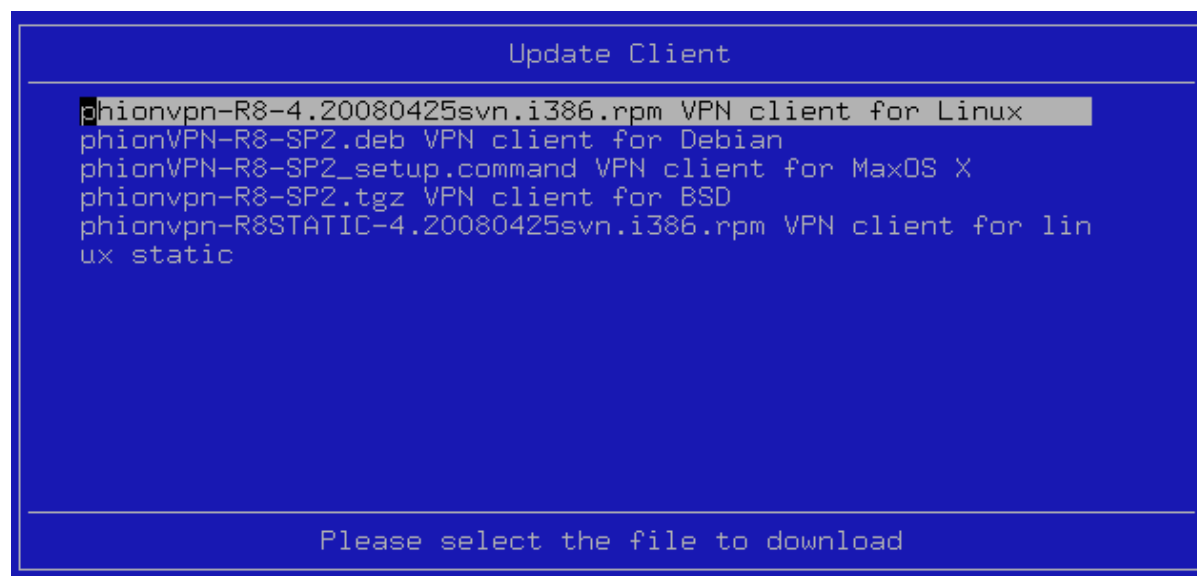 Update Client
phionvpn-R8-4.20080425svn.i386.rpm VPN client for Linux
phionVPN-R8-SP2.deb VPN client for Debian
phionVPN-R8-SP2_setup.command VPN client for MaxOS X
phionvpn-R8-SP2.tgz VPN client for BSD
phionvpn-R8STATIC-4.20080425svn.i386.rpm VPN client for lin
ux static
Please select the file to download